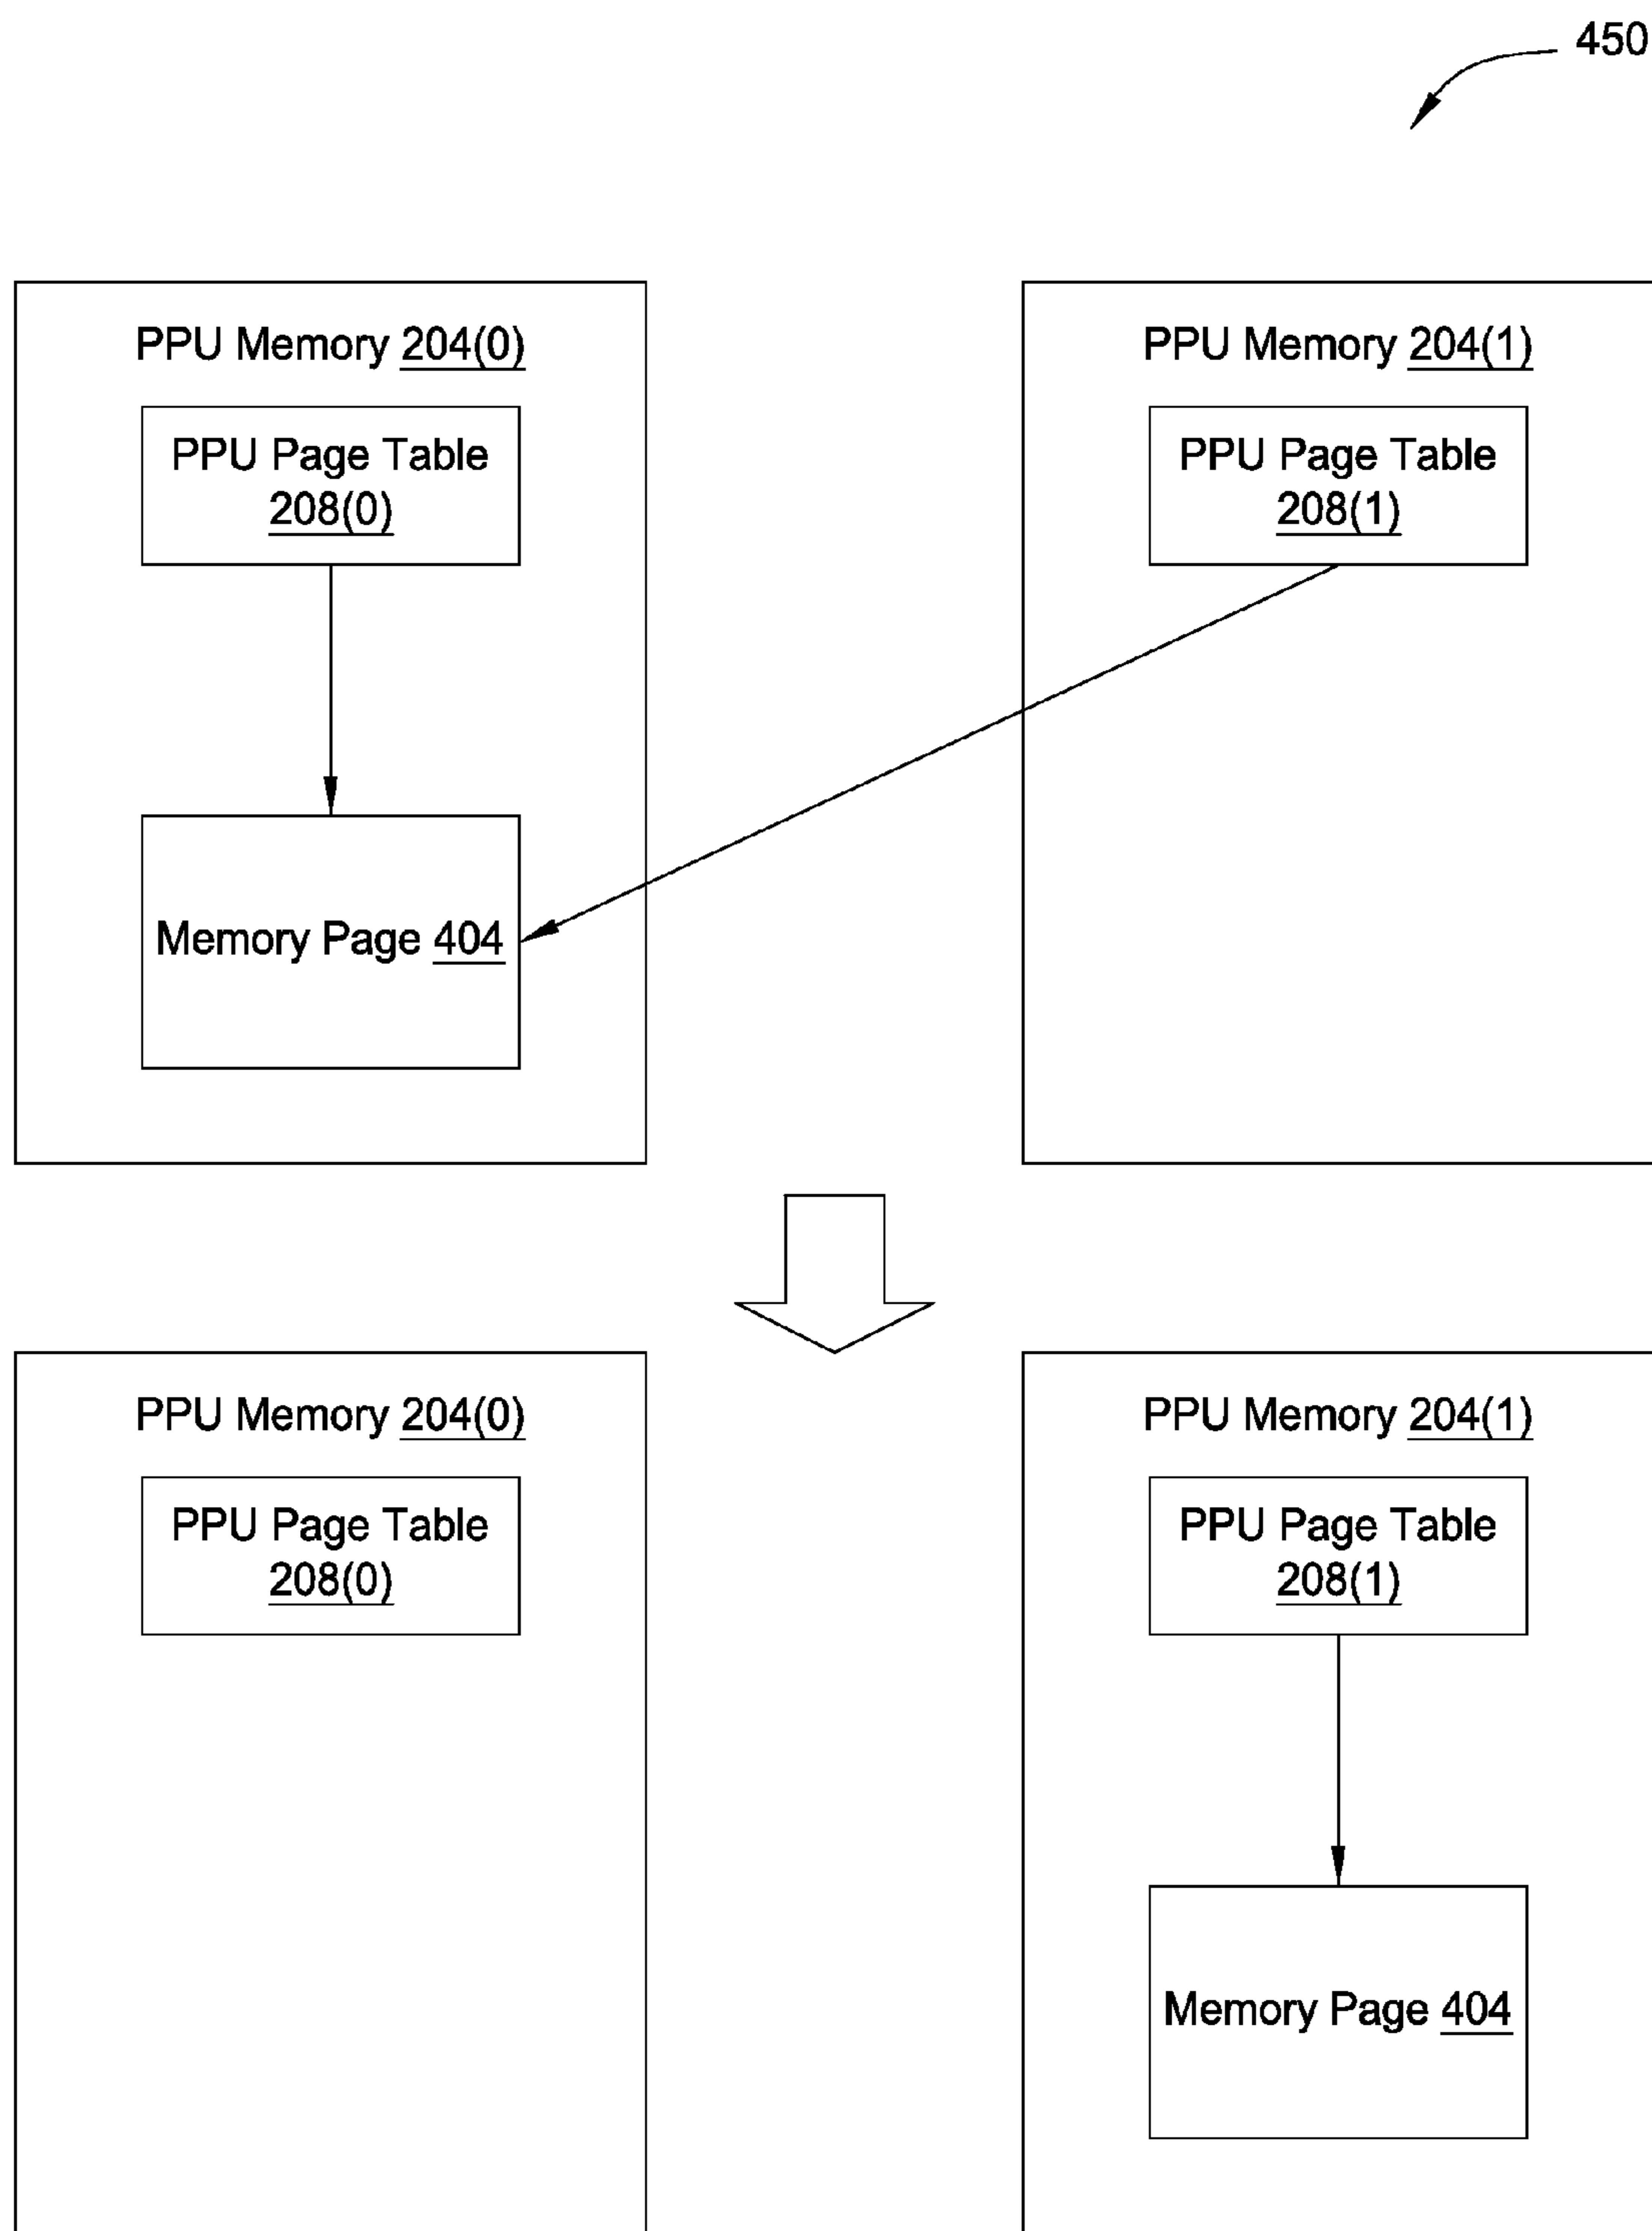 450
PPU Memory 204(0)
PPU Memory 204(1)
PPU Page Table
208(0)
PPU Page Table
208(1)
Memory Page 404
PPU Memory 204(0)
PPU Memory 204(1)
PPU Page Table
208(0)
PPU Page Table
208(1)
Memory Page 404